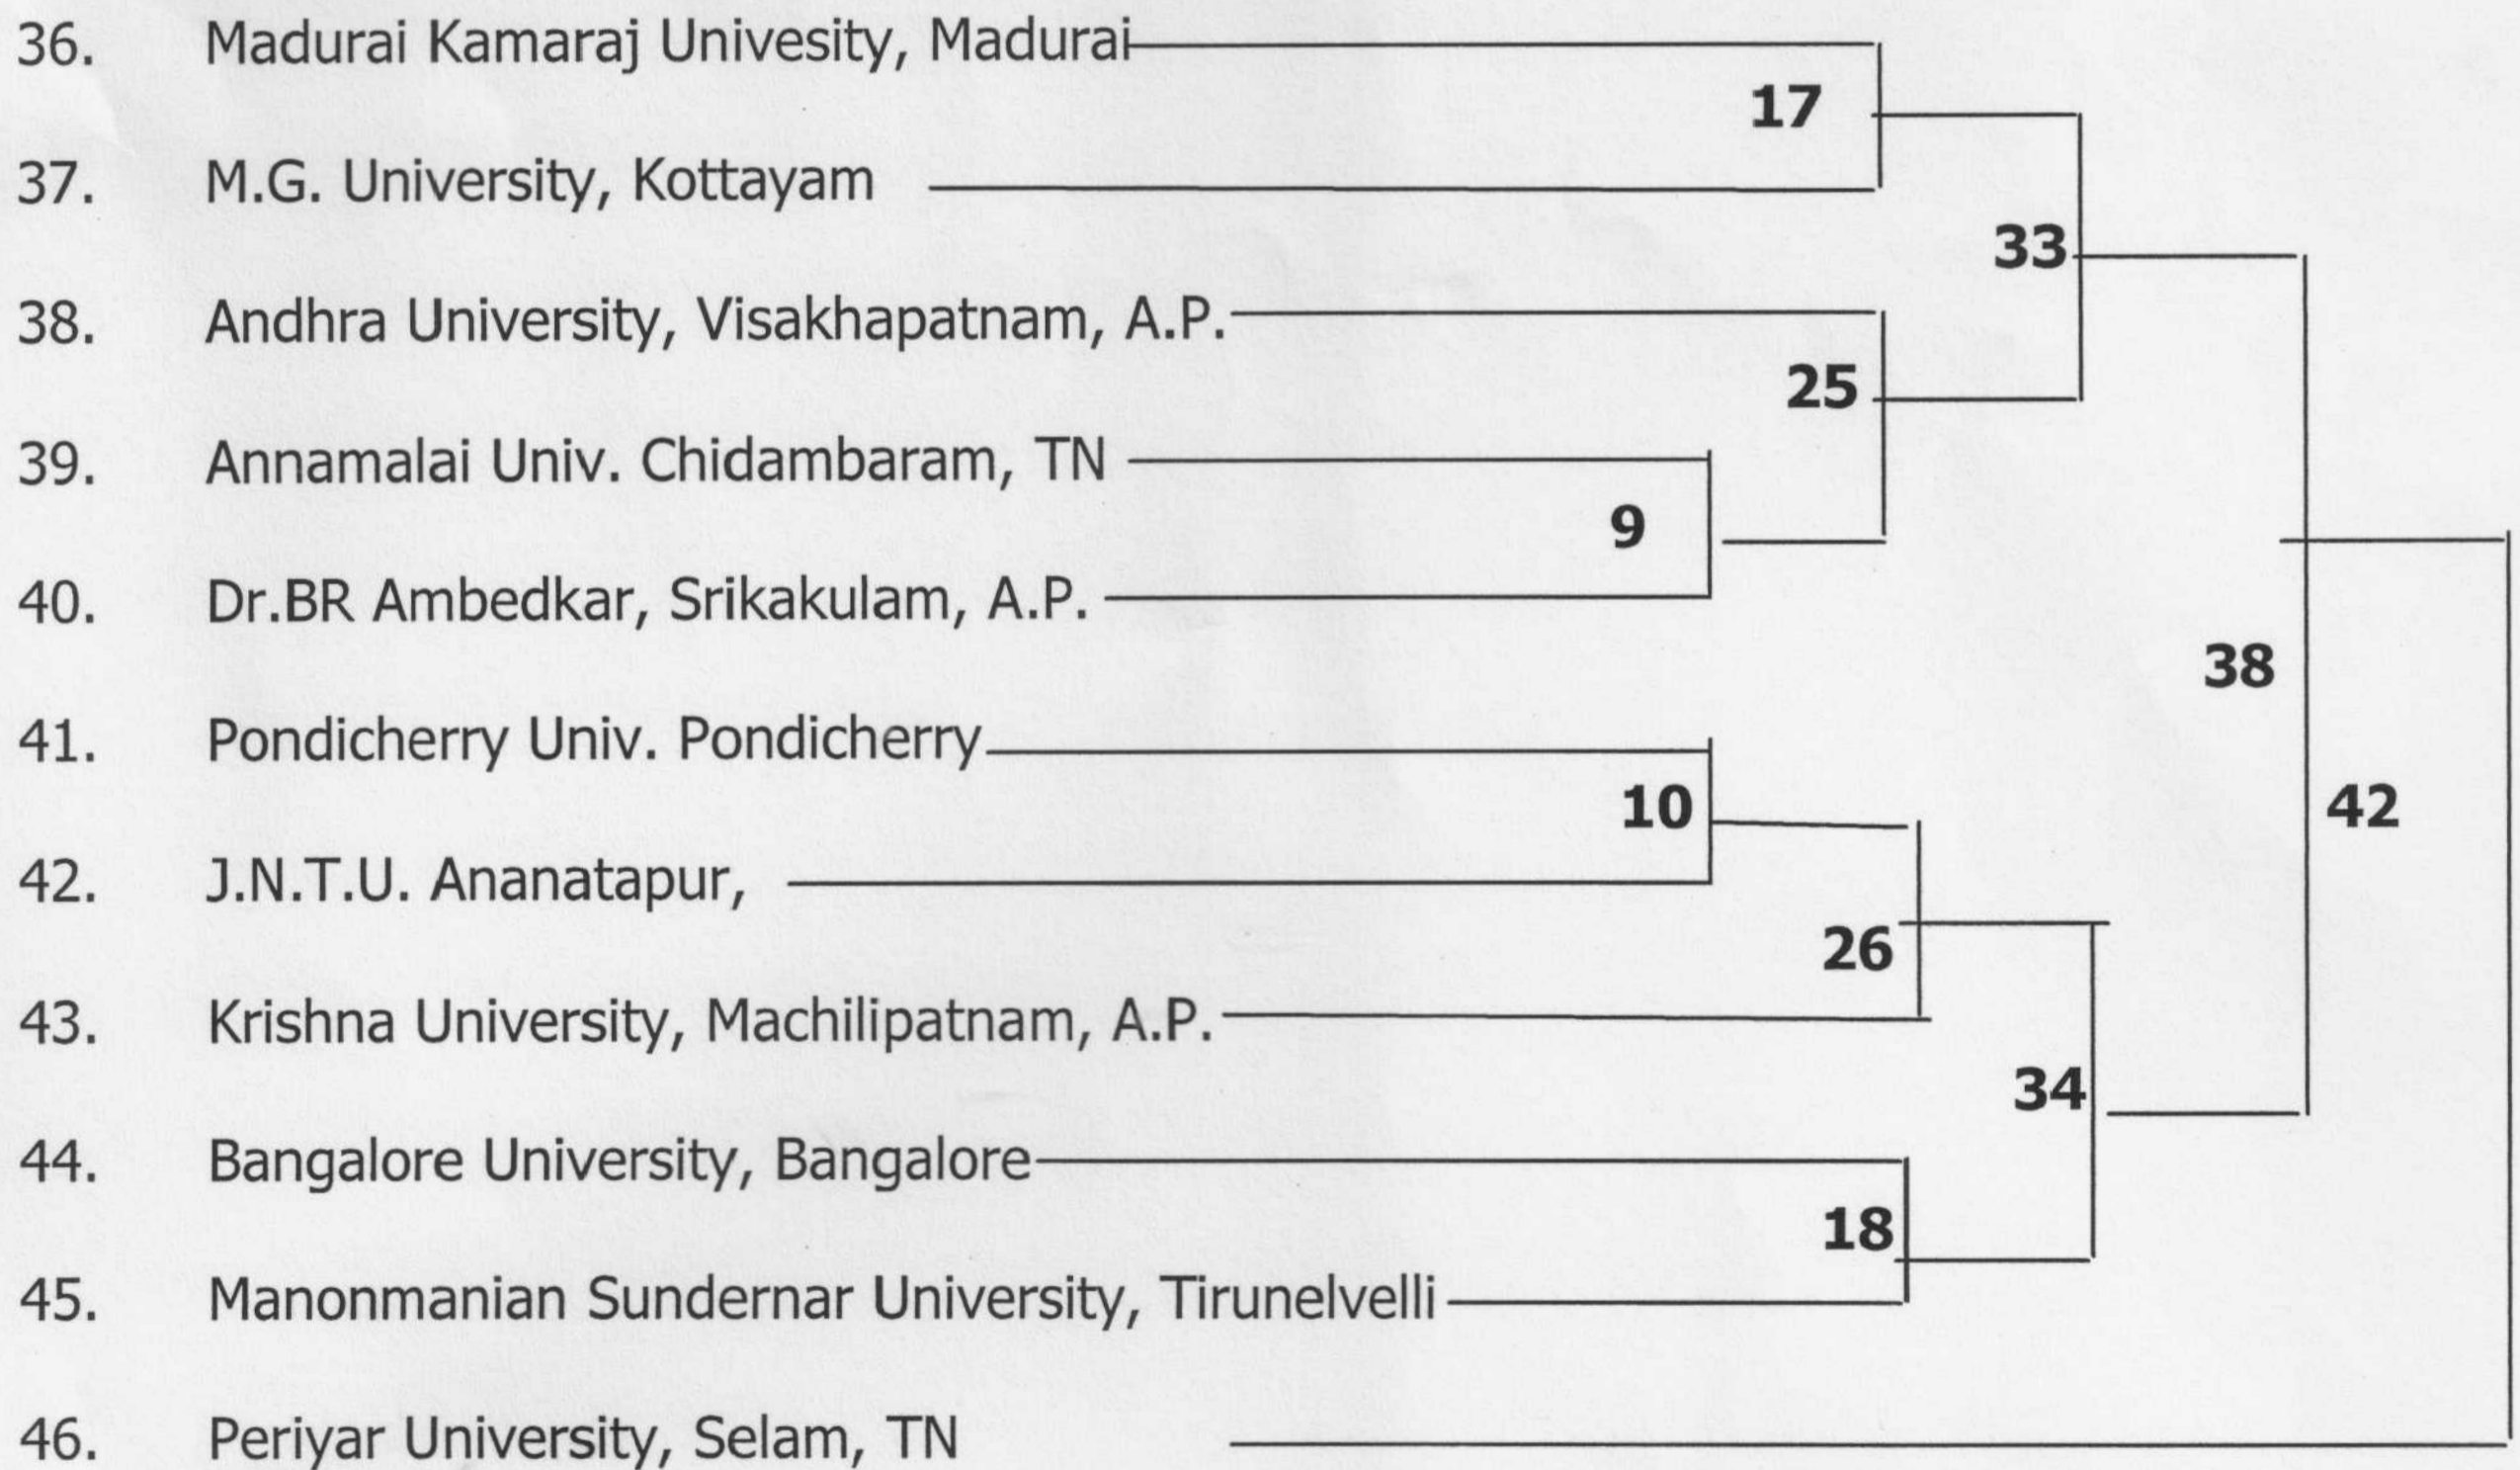 36. Madurai Kamaraj Univesity, Madurai
17
37. M.G. University, Kottayam
33
38. Andhra University, Visakhapatnam, A.P.
25
39. Annamalai Univ. Chidambaram, TN
9
40. Dr.BR Ambedkar, Srikakulam, A.P.
38
41. Pondicherry Univ. Pondicherry
10
42
42. J.N.T.U. Ananatapur,
26
43. Krishna University, Machilipatnam, A.P.
34
44. Bangalore University, Bangalore
18
45. Manonmanian Sundernar University, Tirunelvelli
46. Periyar University, Selam, TN